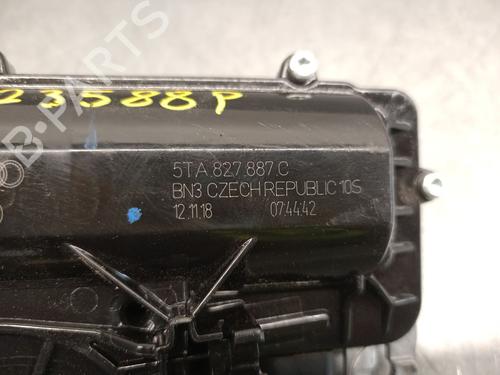 B-PARTS
23588P
5TA.827.887.C
BN3 CZECH REPUBLIC 10S
12.11.18 07:44:42